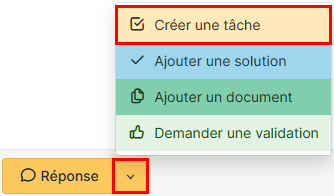 Créer une tâche
Ajouter une solution
Ajouter un document
Demander une validation
Réponse